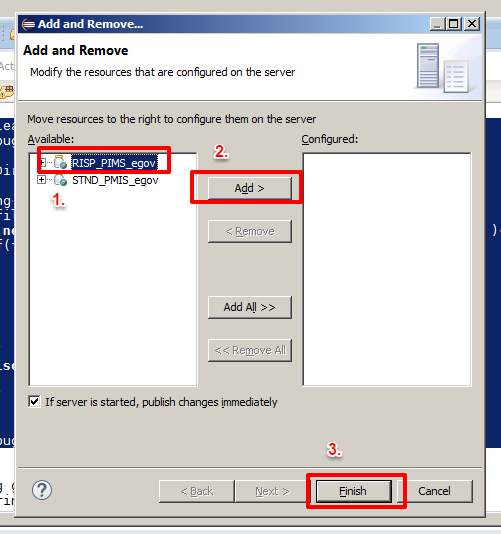 Add and Remove...
Add and Remove
Modify the resources that are configured on the server
Move resources to the right to configure them on the server
Available:
2.
Configured:
RISP_PIMS_egov
STND_PMIS_egov
1.
Add >
< Remove
Add All >>
<< Remove All
If server is started, publish changes immediately
3.
?
< Back
Next >
Finish
Cancel